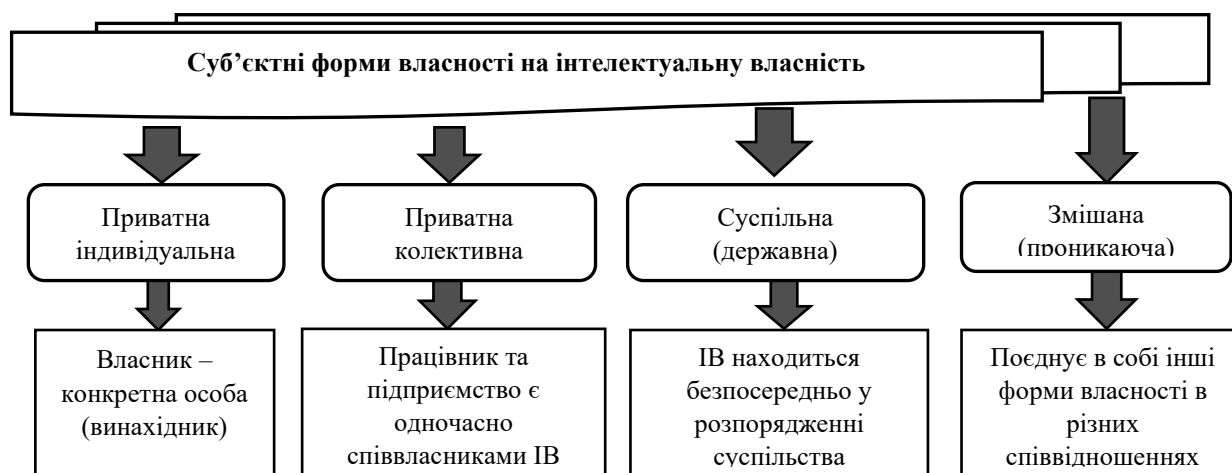 Суб’єктні форми власності на інтелектуальну власність
Приватна
індивідуальна
Приватна
колективна
Суспільна
(державна)
Змішана
(проникаюча)
Власник –
конкретна особа
(винахідник)
Працівник та
підприємство є
одночасно
співвласниками ІВ
ІВ находиться
безпосередньо у
розпорядженні
суспільства
Поєднує в собі інші
форми власності в
різних
співвідношеннях